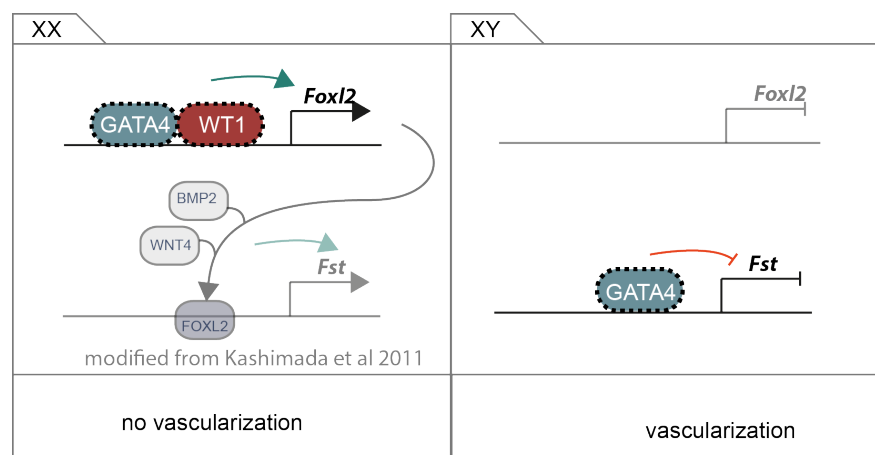 XX
XY
Foxl2
GATA4 WT1
Foxl2
BMP2
WNT4
Fst
FOXL2
modified from Kashimada et al 2011
Fst
GATA4
no vascularization
vascularization